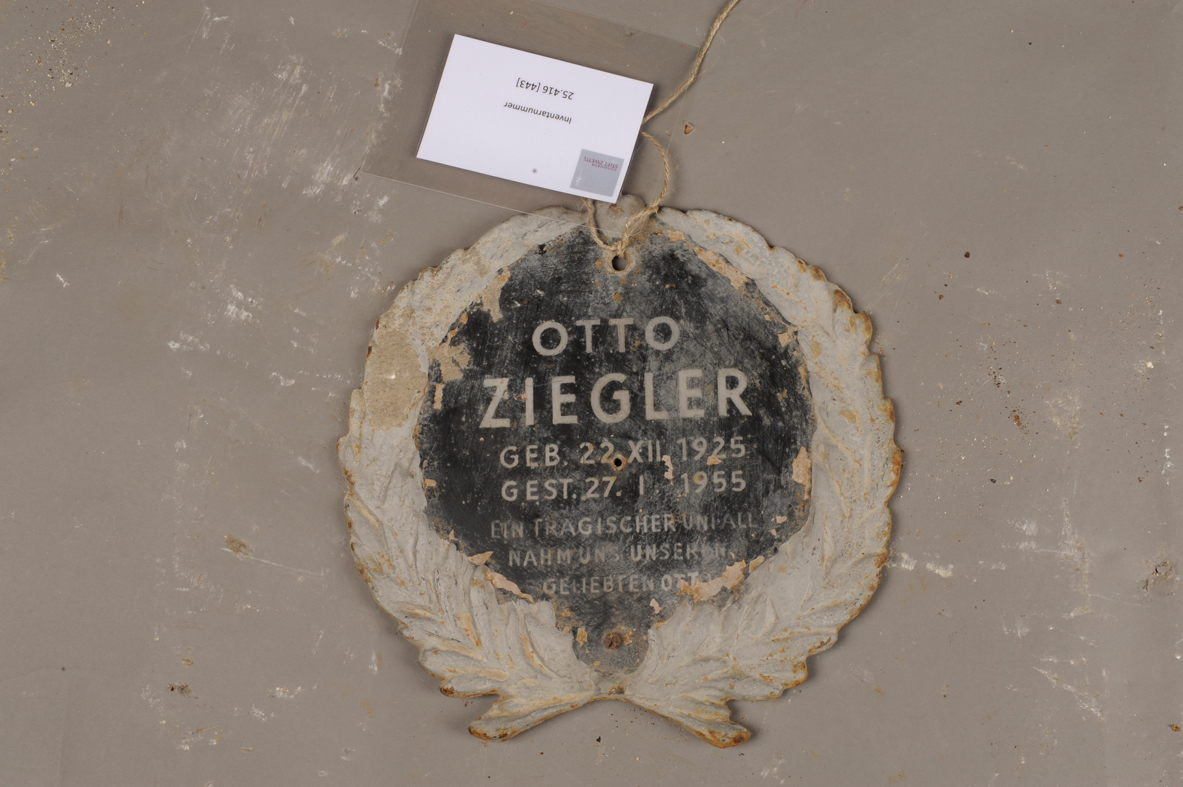 25.416 [443]
Inventarnummer
OTTO
ZIEGLER
GEB. 22. XII. 1925
GEST. 27. I 1955
EIN TRAGISCHER UNFALL
NAHM UNS UNSEREN
GELIEBTEN OTT